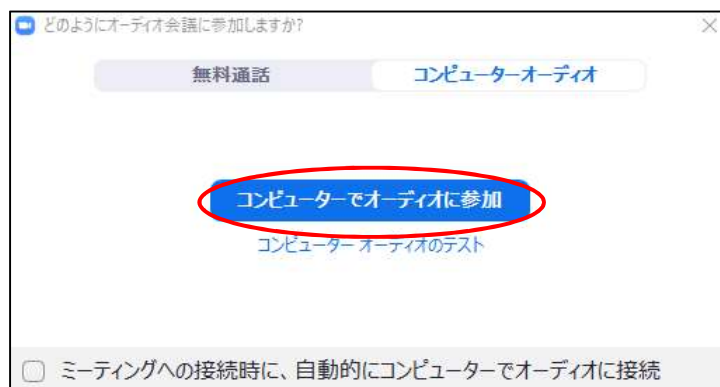 どのようにオーディオ会議に参加しますか?
無料通話 コンピューターオーディオ
コンピューターでオーディオに参加
コンピューター オーディオのテスト
ミーティングへの接続時に、自動的にコンピューターでオーディオに接続